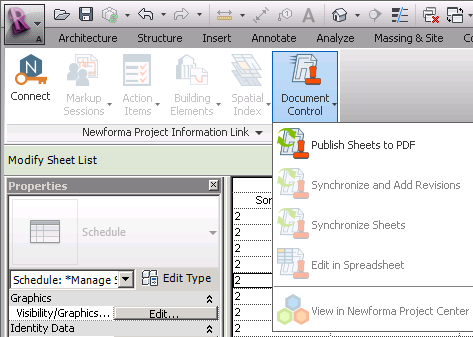 R
Architecture Structure Insert Annotate Analyze Massing & Site
N
Connect Markup Sessions Action Items Building Elements Spatial Index Document Control
Newforma Project Information Link
Publish Sheets to PDF
Modify Sheet List
Synchronize and Add Revisions
Properties
Schedule
Synchronize Sheets
2
2
Edit in Spreadsheet
2
Schedule: *Manage Edit Type
2
Graphics
2
Visibility/Graphics... Edit...
2
View in Newforma Project Center
Identity Data
2